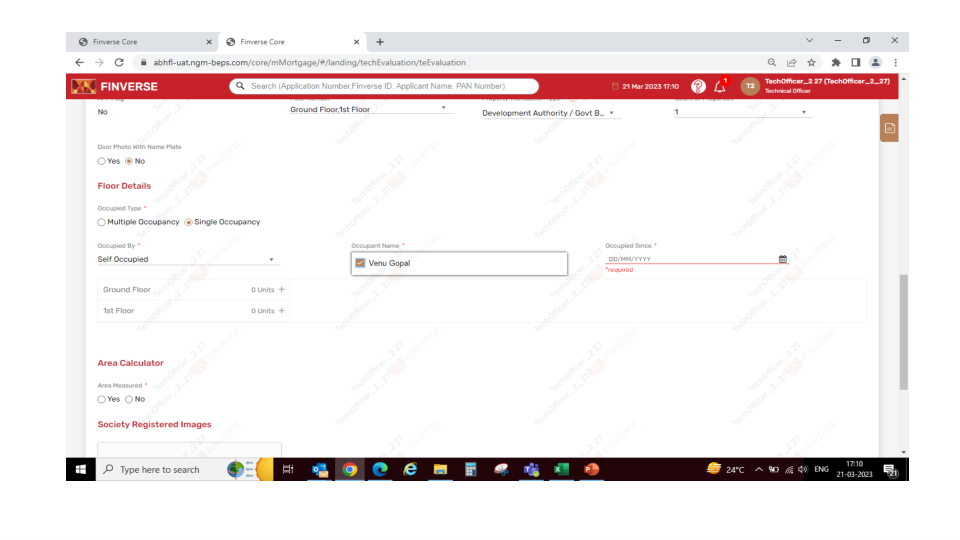 Finverse Core
Finverse Core
abhfl-uat.ngm-beps.com/core/mMortgage/#/landing/techEvaluation/teEvaluation
FINVERSE
Search (Application Number,Finverse ID, Applicant Name, PAN Number)
21 Mar 2023 17:10
1
T2
TechOfficer_2 27 (TechOfficer_2_27)
Technical Officer
No
Ground Floor,1st Floor
Development Authority / Govt B...
1
Door Photo With Name Plate
Yes No
Floor Details
Occupied Type *
Multiple Occupancy Single Occupancy
Occupied By *
Occupant Name *
Occupied Since *
Self Occupied
Venu Gopal
DD/MM/YYYY
*required
Ground Floor 0 Units +
1st Floor 0 Units +
Area Calculator
Area Measured *
Yes No
Society Registered Images
Type here to search
24°C
ENG
17:10
21-03-2023
21